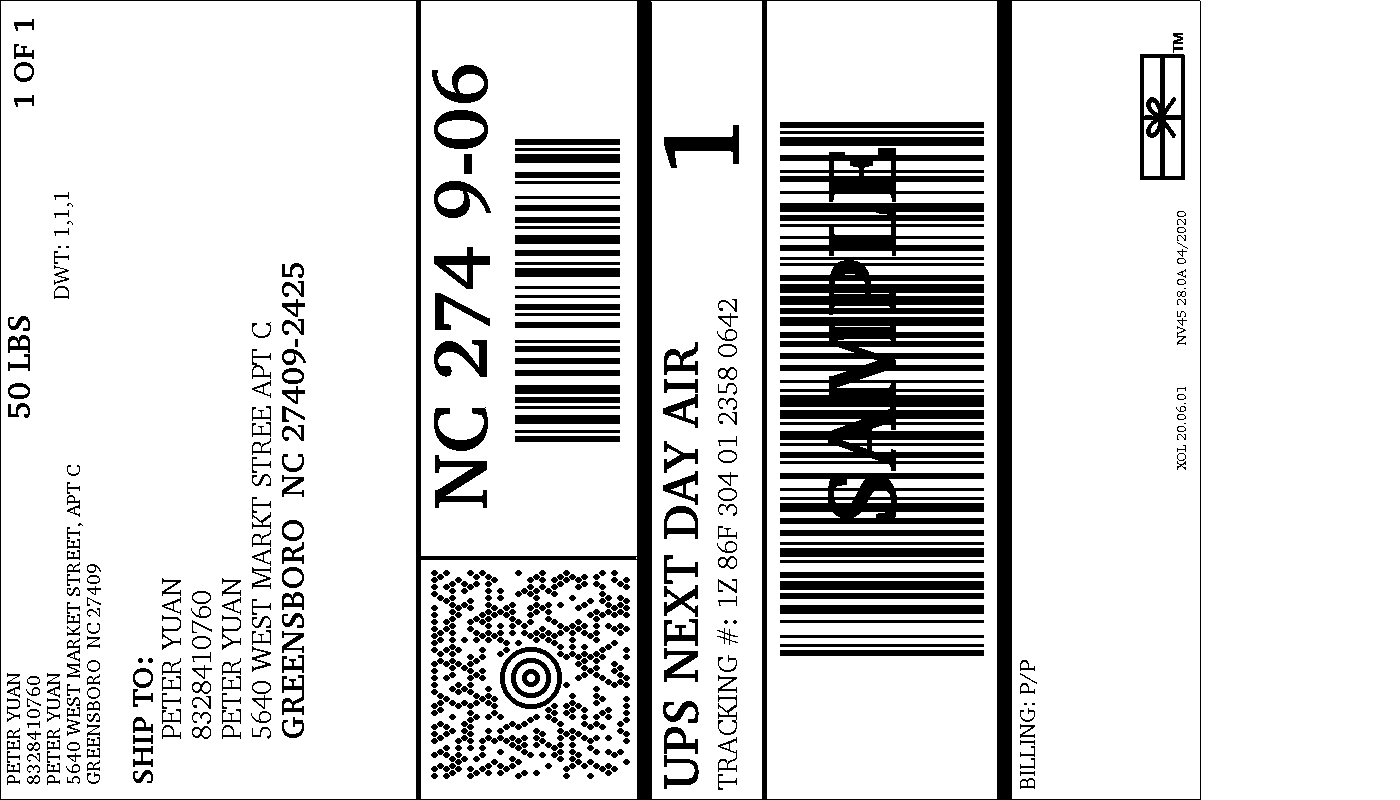 PETER YUAN
8328410760
PETER YUAN
5640 WEST MARKET STREET, APT C
GREENSBORO NC 27409
50 LBS
1 OF 1
DWT: 1,1,1
SHIP TO:
PETER YUAN
8328410760
PETER YUAN
5640 WEST MARKT STREE APT C
GREENSBORO NC 27409-2425
NC 274 9-06
UPS NEXT DAY AIR
1
TRACKING #: 1Z 86F 304 01 2358 0642
SAMPLE
BILLING: P/P
XOL 20.06.01
NV45 28.0A 04/2020
TM